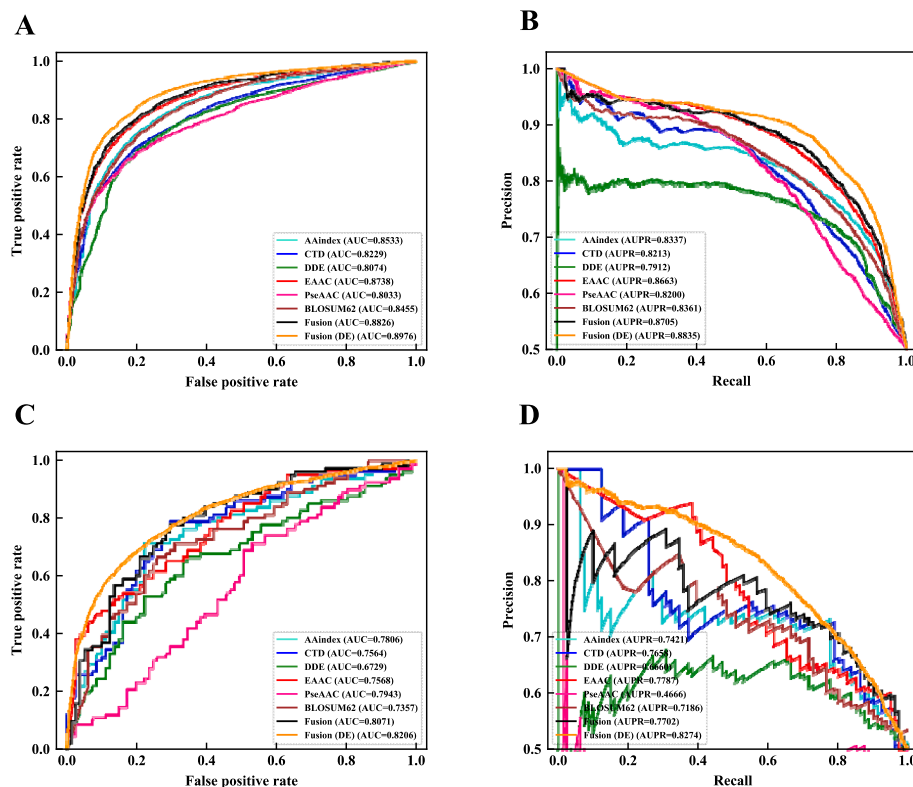 A
True positive rate
1.0
0.8
0.6
0.4
0.2
0.0
AAindex (AUC=0.8533)
CTD (AUC=0.8229)
DDE (AUC=0.8074)
EAAC (AUC=0.8738)
PseAAC (AUC=0.8033)
BLOSUM62 (AUC=0.8455)
Fusion (AUC=0.8826)
Fusion (DE) (AUC=0.8976)
0.0 0.2 0.4 0.6 0.8 1.0
False positive rate
B
Precision
1.0
0.9
0.8
0.7
0.6
0.5
AAindex (AUPR=0.8337)
CTD (AUPR=0.8213)
DDE (AUPR=0.7912)
EAAC (AUPR=0.8663)
PseAAC (AUPR=0.8200)
BLOSUM62 (AUPR=0.8361)
Fusion (AUPR=0.8705)
Fusion (DE) (AUPR=0.8835)
0.0 0.2 0.4 0.6 0.8 1.0
Recall
C
True positive rate
1.0
0.8
0.6
0.4
0.2
0.0
AAindex (AUC=0.7806)
CTD (AUC=0.7564)
DDE (AUC=0.6729)
EAAC (AUC=0.7568)
PseAAC (AUC=0.7943)
BLOSUM62 (AUC=0.7357)
Fusion (AUC=0.8071)
Fusion (DE) (AUC=0.8206)
0.0 0.2 0.4 0.6 0.8 1.0
False positive rate
D
Precision
1.0
0.9
0.8
0.7
0.6
0.5
AAindex (AUPR=0.7421)
CTD (AUPR=0.7658)
DDE (AUPR=0.6660)
EAAC (AUPR=0.7787)
PseAAC (AUPR=0.4666)
BLOSUM62 (AUPR=0.7186)
Fusion (AUPR=0.7702)
Fusion (DE) (AUPR=0.8274)
0.0 0.2 0.4 0.6 0.8 1.0
Recall